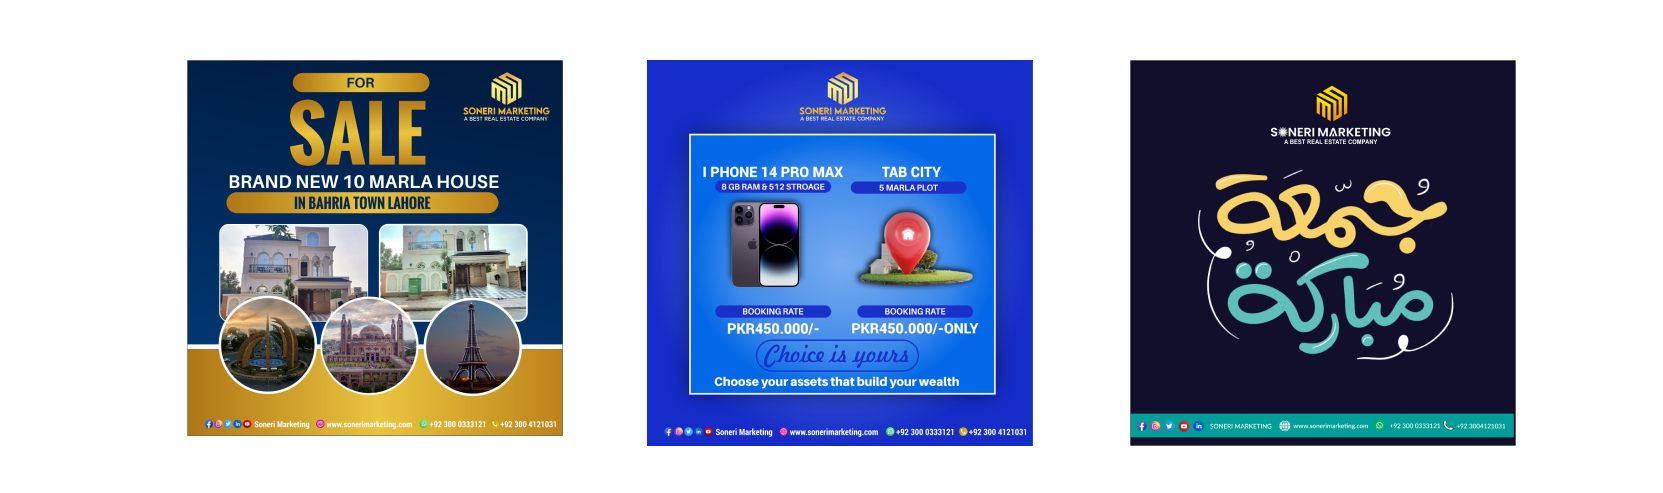 FOR
SALE
SONERI MARKETING
A BEST REAL ESTATE COMPANY
BRAND NEW 10 MARLA HOUSE
IN BAHRIA TOWN LAHORE
Soneri Marketing www.sonerimarketing.com +92 300 0333121 +92 300 4121031
SONERI MARKETING
A BEST REAL ESTATE COMPANY
I PHONE 14 PRO MAX
8 GB RAM & 512 STROAGE
TAB CITY
5 MARLA PLOT
BOOKING RATE
PKR450.000/-
BOOKING RATE
PKR450.000/-ONLY
Choice is yours
Choose your assets that build your wealth
Soneri Marketing www.sonerimarketing.com +92 300 0333121 +92 300 4121031
SONERI MARKETING
A BEST REAL ESTATE COMPANY
جُمعَة
مُبَاركَة
SONERI MARKETING www.sonerimarketing.com +92 300 0333121 +92 3004121031